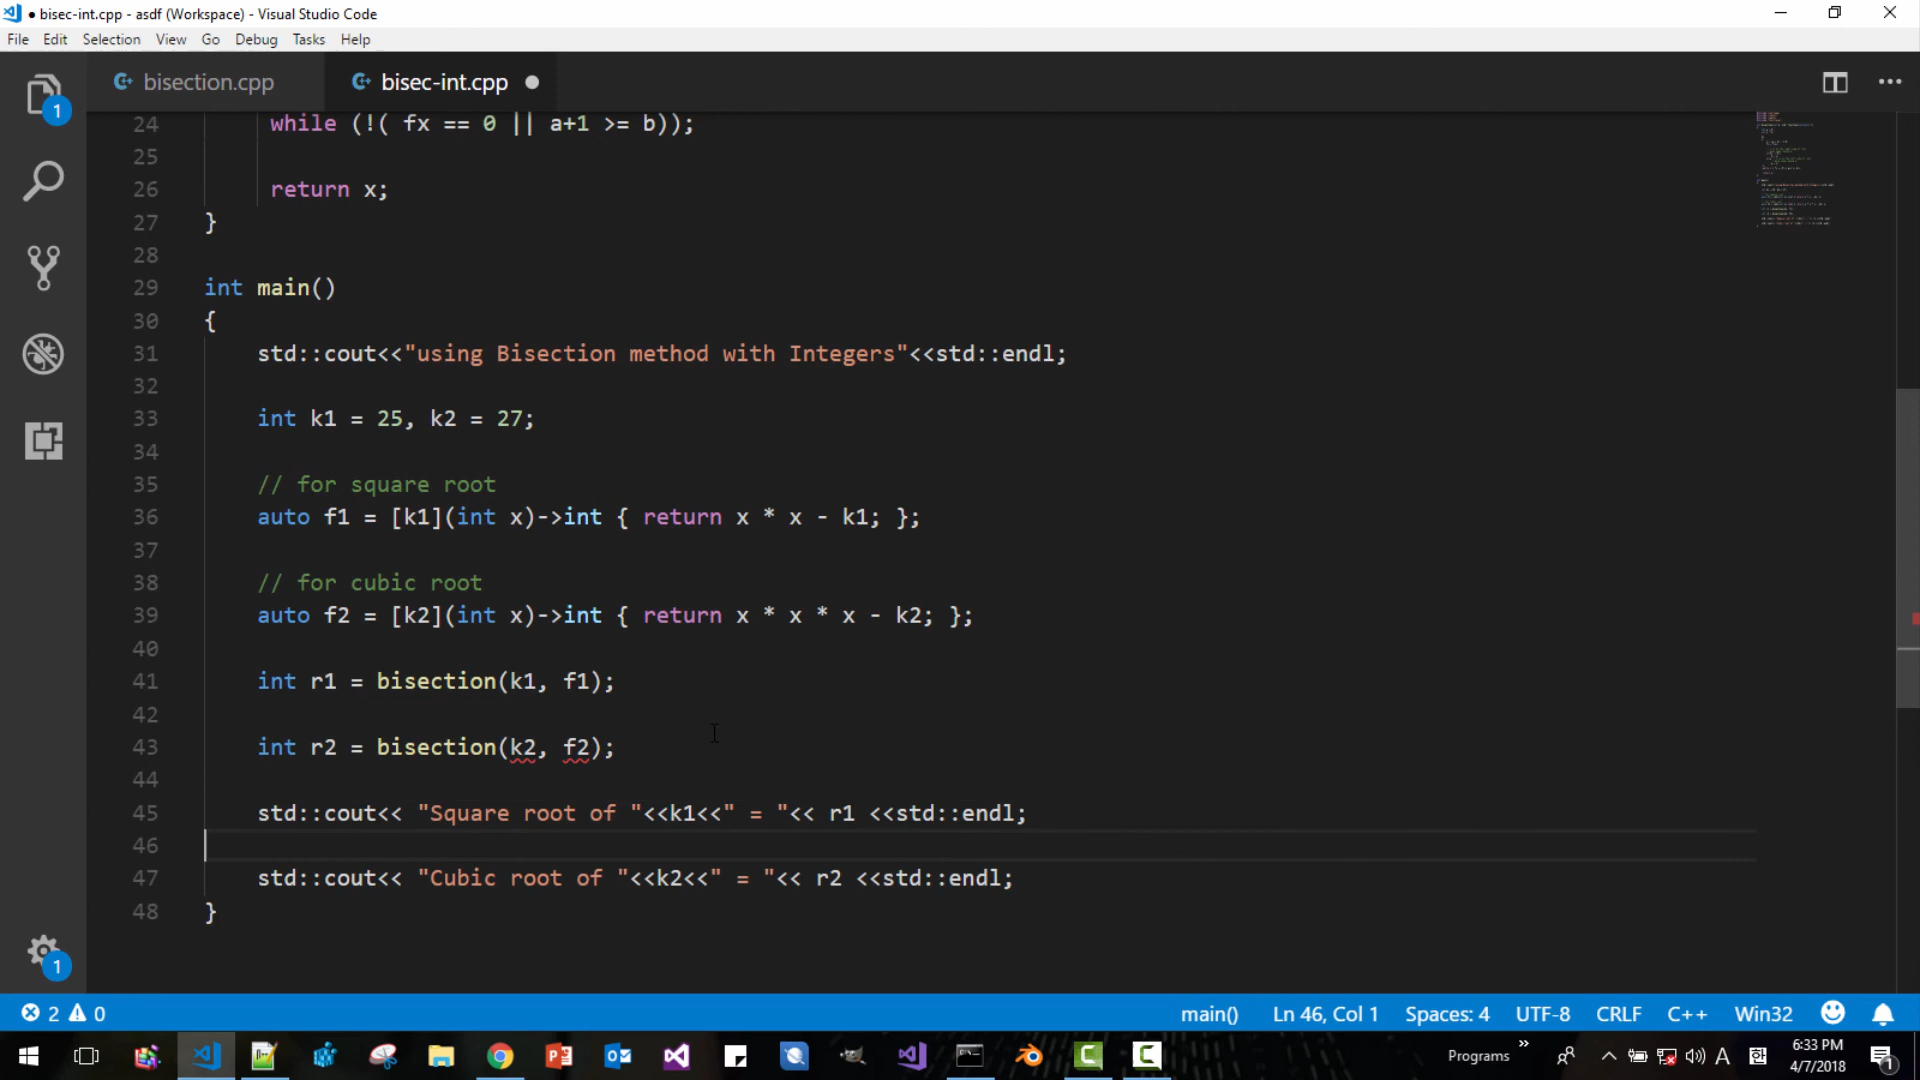 ● bisec-int.cpp - asdf (Workspace) - Visual Studio Code
File Edit Selection View Go Debug Tasks Help
bisection.cpp bisec-int.cpp
1
24 while (!( fx == 0 || a+1 >= b));
25
26 return x;
27 }
28
29 int main()
30 {
31 std::cout<<"using Bisection method with Integers"<<std::endl;
32
33 int k1 = 25, k2 = 27;
34
35 // for square root
36 auto f1 = [k1](int x)->int { return x * x - k1; };
37
38 // for cubic root
39 auto f2 = [k2](int x)->int { return x * x * x - k2; };
40
41 int r1 = bisection(k1, f1);
42
43 int r2 = bisection(k2, f2);
44
45 std::cout<< "Square root of "<<k1<<" = "<< r1 <<std::endl;
46
47 std::cout<< "Cubic root of "<<k2<<" = "<< r2 <<std::endl;
48 }
1
2 0 main() Ln 46, Col 1 Spaces: 4 UTF-8 CRLF C++ Win32
Programs » A 한 6:33 PM
4/7/2018 1